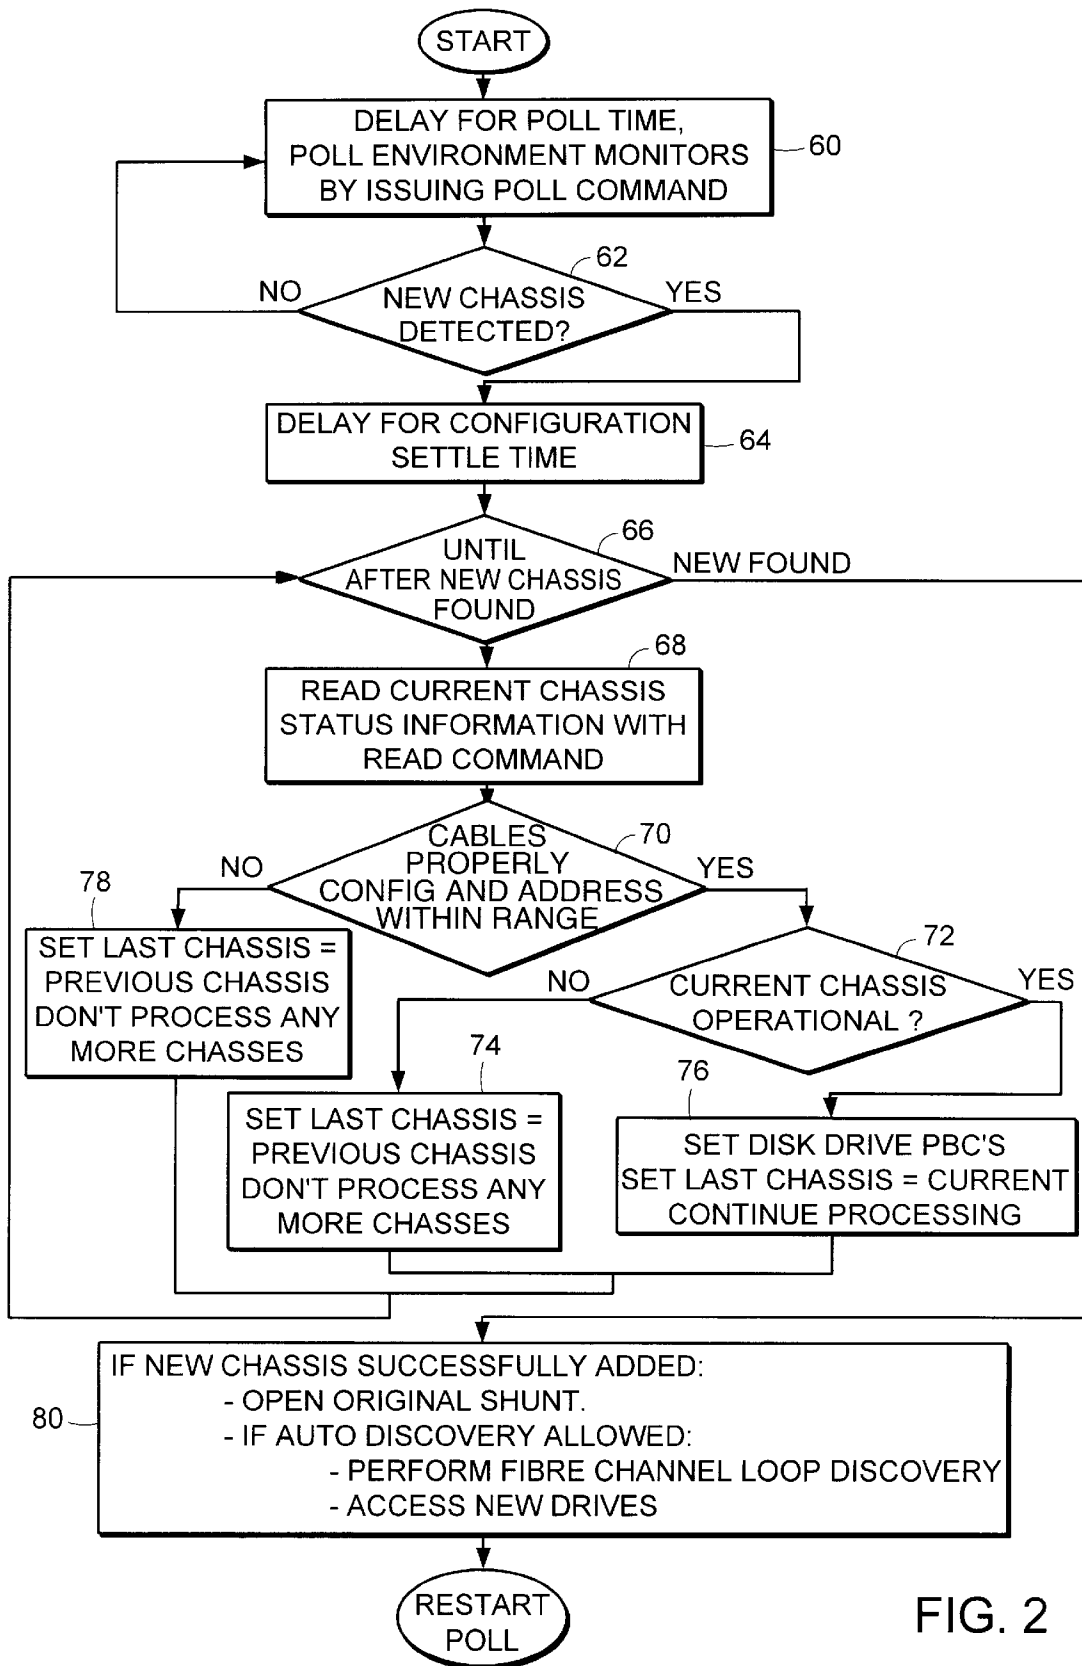 START
DELAY FOR POLL TIME,
POLL ENVIRONMENT MONITORS
BY ISSUING POLL COMMAND
60
62
NO
YES
NEW CHASSIS
DETECTED?
DELAY FOR CONFIGURATION
SETTLE TIME
64
66
UNTIL
AFTER NEW CHASSIS
FOUND
NEW FOUND
68
READ CURRENT CHASSIS
STATUS INFORMATION WITH
READ COMMAND
70
CABLES
PROPERLY
CONFIG AND ADDRESS
WITHIN RANGE
NO
YES
78
SET LAST CHASSIS =
PREVIOUS CHASSIS
DON'T PROCESS ANY
MORE CHASSES
72
NO
YES
CURRENT CHASSIS
OPERATIONAL ?
74
SET LAST CHASSIS =
PREVIOUS CHASSIS
DON'T PROCESS ANY
MORE CHASSES
76
SET DISK DRIVE PBC'S
SET LAST CHASSIS = CURRENT
CONTINUE PROCESSING
80
IF NEW CHASSIS SUCCESSFULLY ADDED:
- OPEN ORIGINAL SHUNT.
- IF AUTO DISCOVERY ALLOWED:
- PERFORM FIBRE CHANNEL LOOP DISCOVERY
- ACCESS NEW DRIVES
RESTART
POLL
FIG. 2